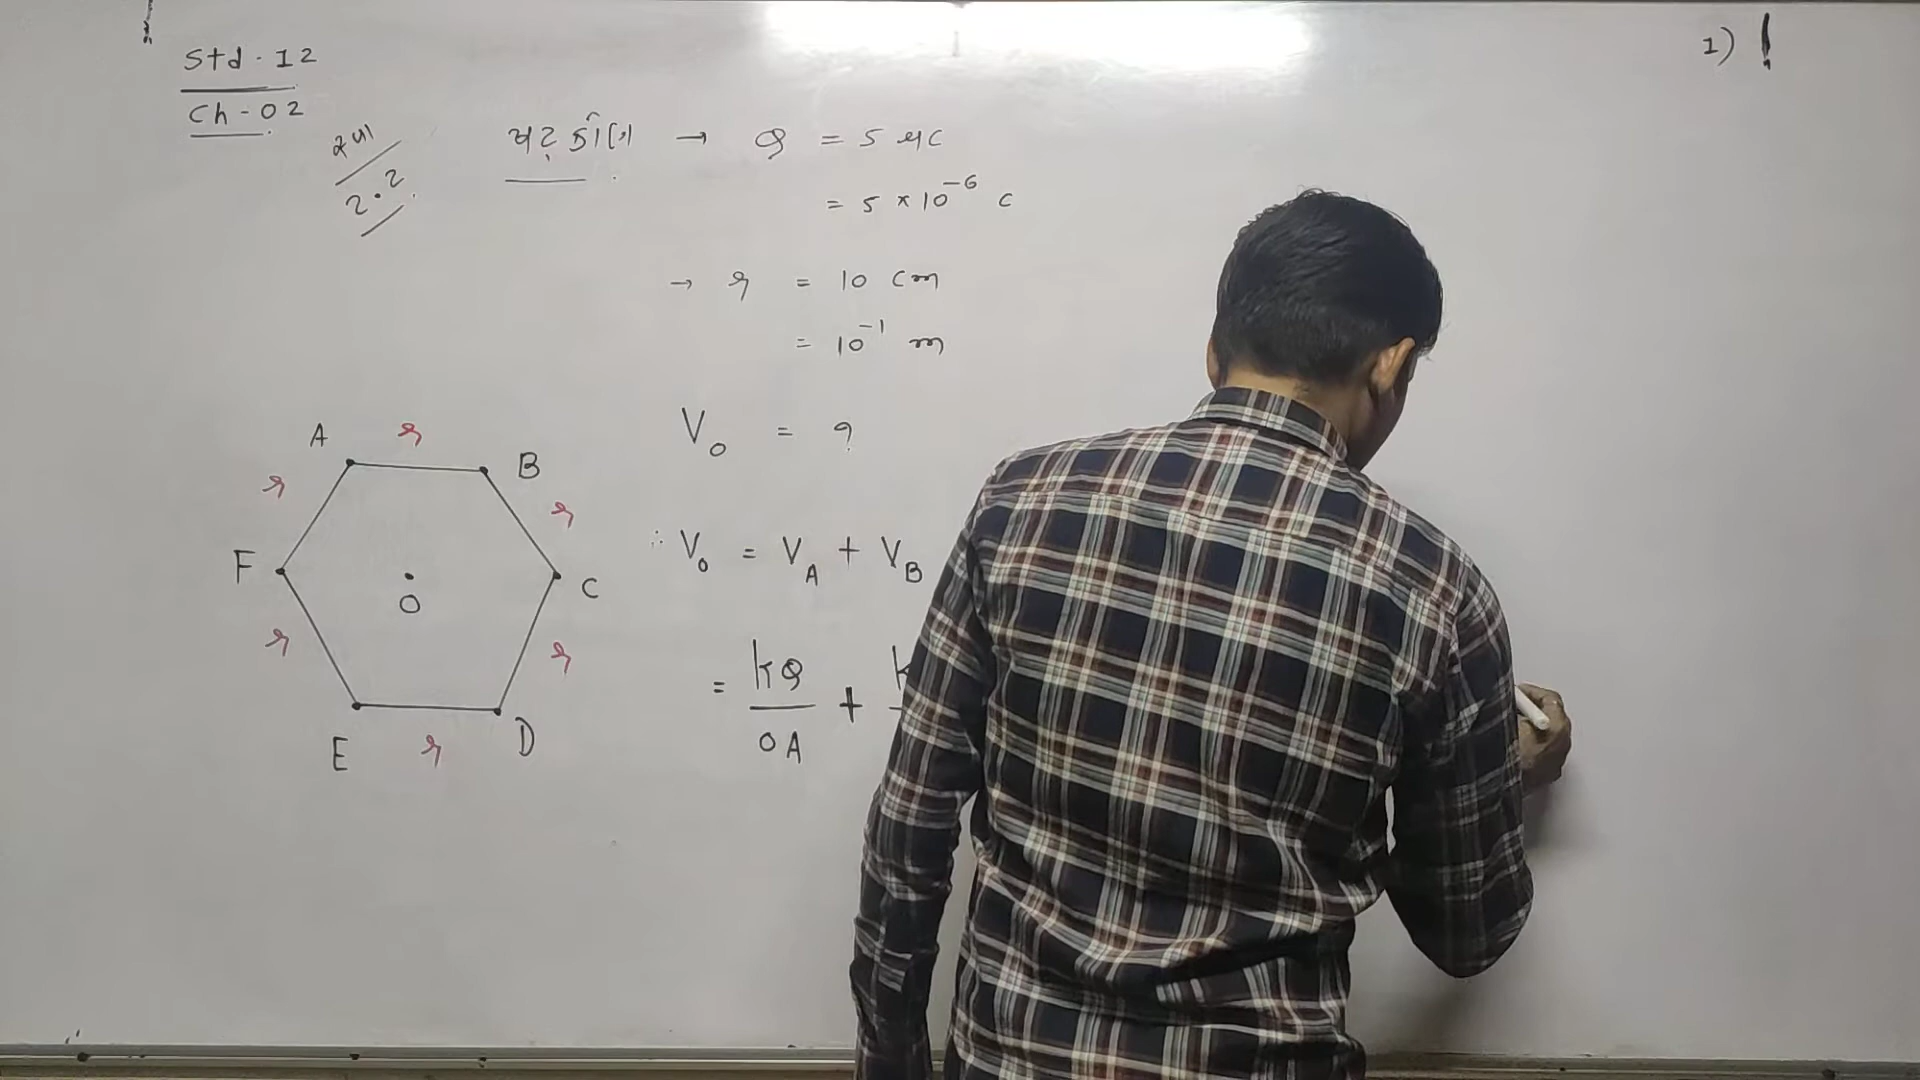 Std - 12
Ch - 02
2.2
ષટ્કોણ → Q = 5 μC
= 5 × 10⁻⁶ C
→ r = 10 cm
= 10⁻¹ m
V₀ = ?
∴ V₀ = V_A + V_B
= kQ/OA + k
A r
B
r r
F
O
C
r r
E r D
1)